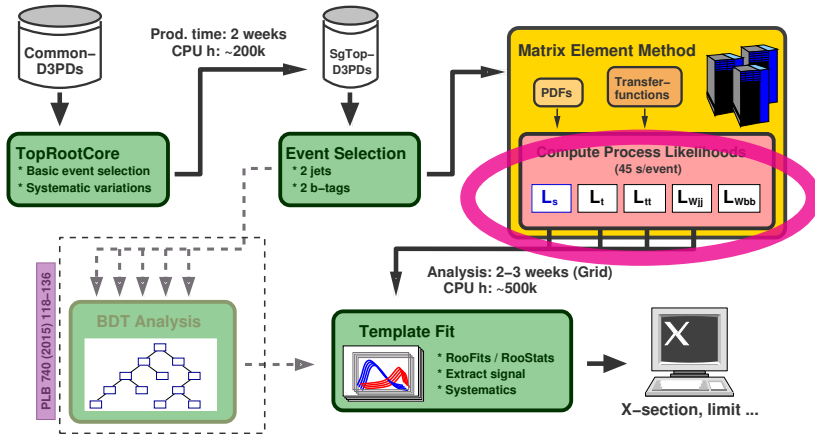 Common–
D3PDs
Prod. time: 2 weeks
CPU h: ~200k
SgTop–
D3PDs
Matrix Element Method
PDFs
Transfer–
functions
TopRootCore
* Basic event selection
* Systematic variations
Event Selection
* 2 jets
* 2 b-tags
Compute Process Likelihoods
(45 s/event)
Ls
Lt
Ltt
LWjj
LWbb
Analysis: 2–3 weeks (Grid)
CPU h: ~500k
PLB 740 (2015) 118–136
BDT Analysis
Template Fit
* RooFits / RooStats
* Extract signal
* Systematics
X
X–section, limit ...